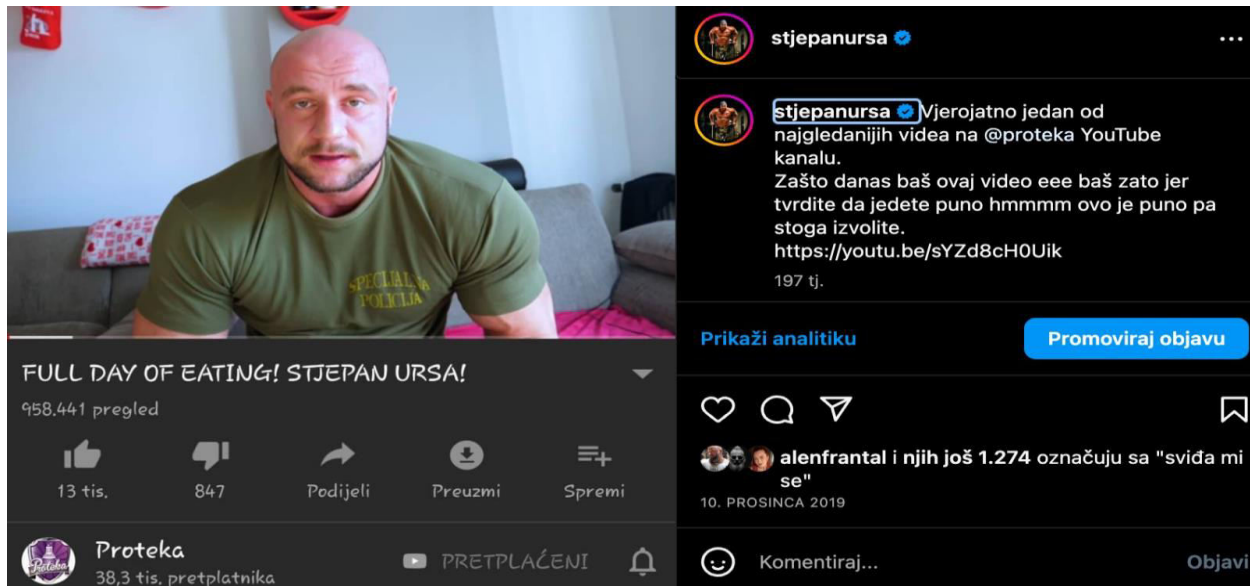 SPECIJALNA
POLICIJA
FULL DAY OF EATING! STJEPAN URSA!
958.441 pregled
13 tis.
847
Podijeli
Preuzmi
Spremi
Proteka
Proteka
38,3 tis. pretplatnika
PRETPLAĆENI
stjepanursa
stjepanursa Vjerojatno jedan od
najgledanijih videa na @proteka YouTube
kanalu.
Zašto danas baš ovaj video eee baš zato jer
tvrdite da jedete puno hmmmm ovo je puno pa
stoga izvolite.
https://youtu.be/sYZd8cH0Uik
197 tj.
Prikaži analitiku
Promoviraj objavu
alenfrantal i njih još 1.274 označuju sa "sviđa mi
se"
10. PROSINCA 2019
Komentiraj...
Objavi